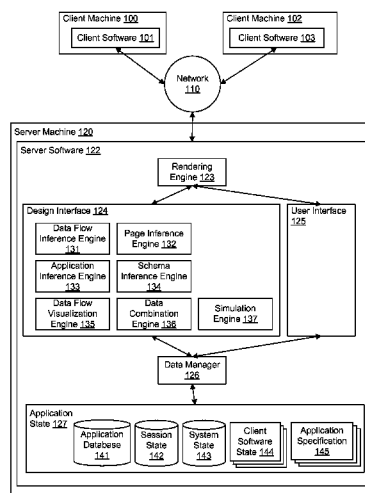 Client Machine 100
Client Software 101
Client Machine 102
Client Software 103
Network
110
Server Machine 120
Server Software 122
Rendering
Engine 123
Design Interface 124
User Interface
125
Data Flow
Inference Engine
131
Page Inference
Engine 132
Application
Inference Engine
133
Schema
Inference Engine
134
Data Flow
Visualization
Engine 135
Data
Combination
Engine 136
Simulation
Engine 137
Data Manager
126
Application
State 127
Application
Database
141
Session
State
142
System
State
143
Client
Software
State 144
Application
Specification
145